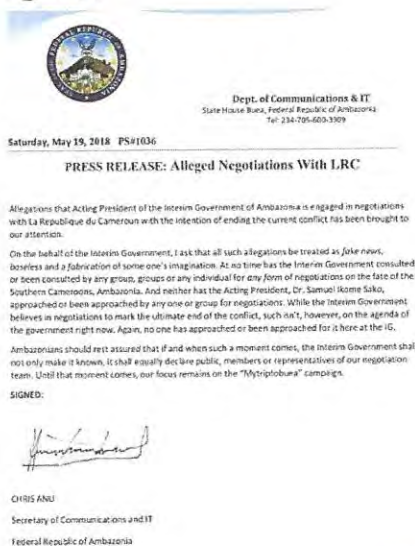 FEDERAL REPUBLIC OF AMBAZONIA
Dept. of Communications & IT
State House Buea, Federal Republic of Ambazonia
Tel: 234-705-600-3909
Saturday, May 19, 2018 PS#1036
PRESS RELEASE: Alleged Negotiations With LRC
Allegations that Acting President of the Interim Government of Ambazonia is engaged in negotiations
with La Republique du Cameroun with the intention of ending the current conflict has been brought to
our attention.
On the behalf of the Interim Government, I ask that all such allegations be treated as fake news,
baseless and a fabrication of some one's imagination. At no time has the Interim Government consulted
or been consulted by any group, groups or any individual for any form of negotiations on the fate of the
Southern Cameroons, Ambazonia. And neither has the Acting President, Dr. Samuel Ikome Sako,
approached or been approached by any one or group for negotiations. While the Interim Government
believes in negotiations to mark the ultimate end of the conflict, such isn't, however, on the agenda of
the government right now. Again, no one has approached or been approached for it here at the IG.
Ambazonians should rest assured that if and when such a moment comes, the Interim Government shall
not only make it known, it shall equally declare public, members or representatives of our negotiation
team. Until that moment comes, our focus remains on the "Mytriptobuea" campaign.
SIGNED:
CHRIS ANU
Secretary of Communications and IT
Federal Republic of Ambazonia